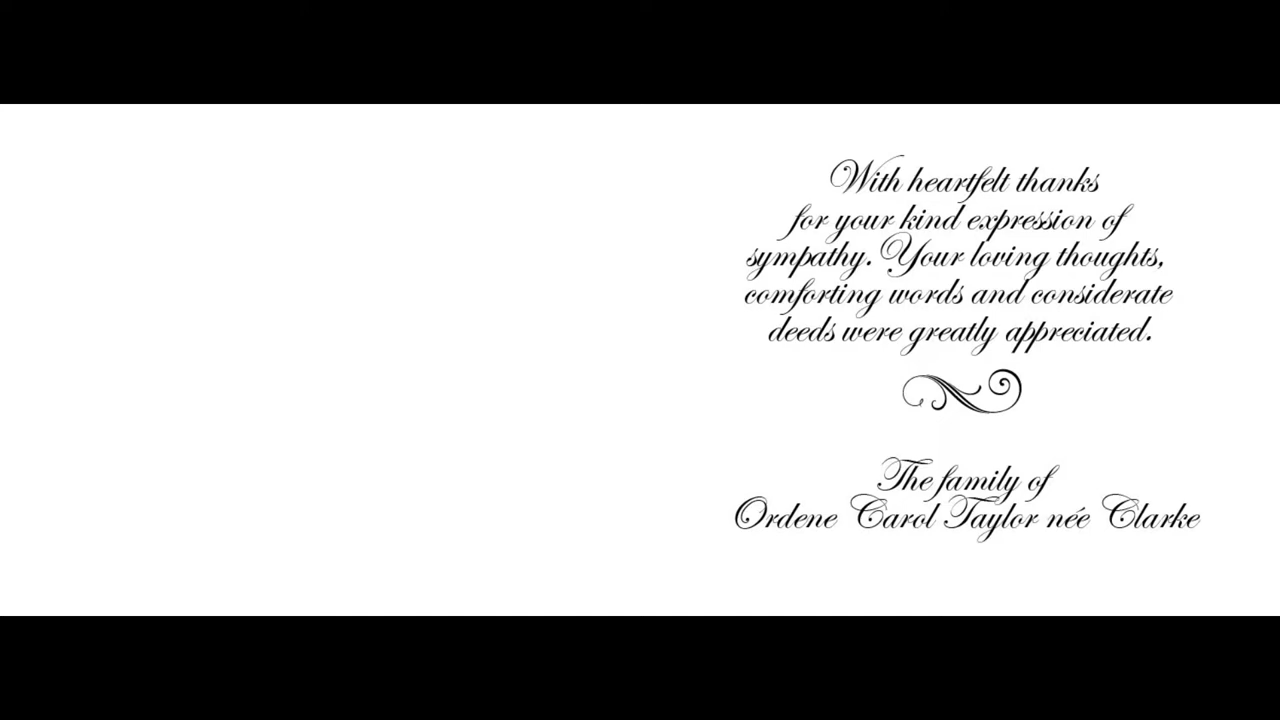 With heartfelt thanks
for your kind expression of
sympathy. Your loving thoughts,
comforting words and considerate
deeds were greatly appreciated.
The family of
Ordene Carol Taylor née Clarke